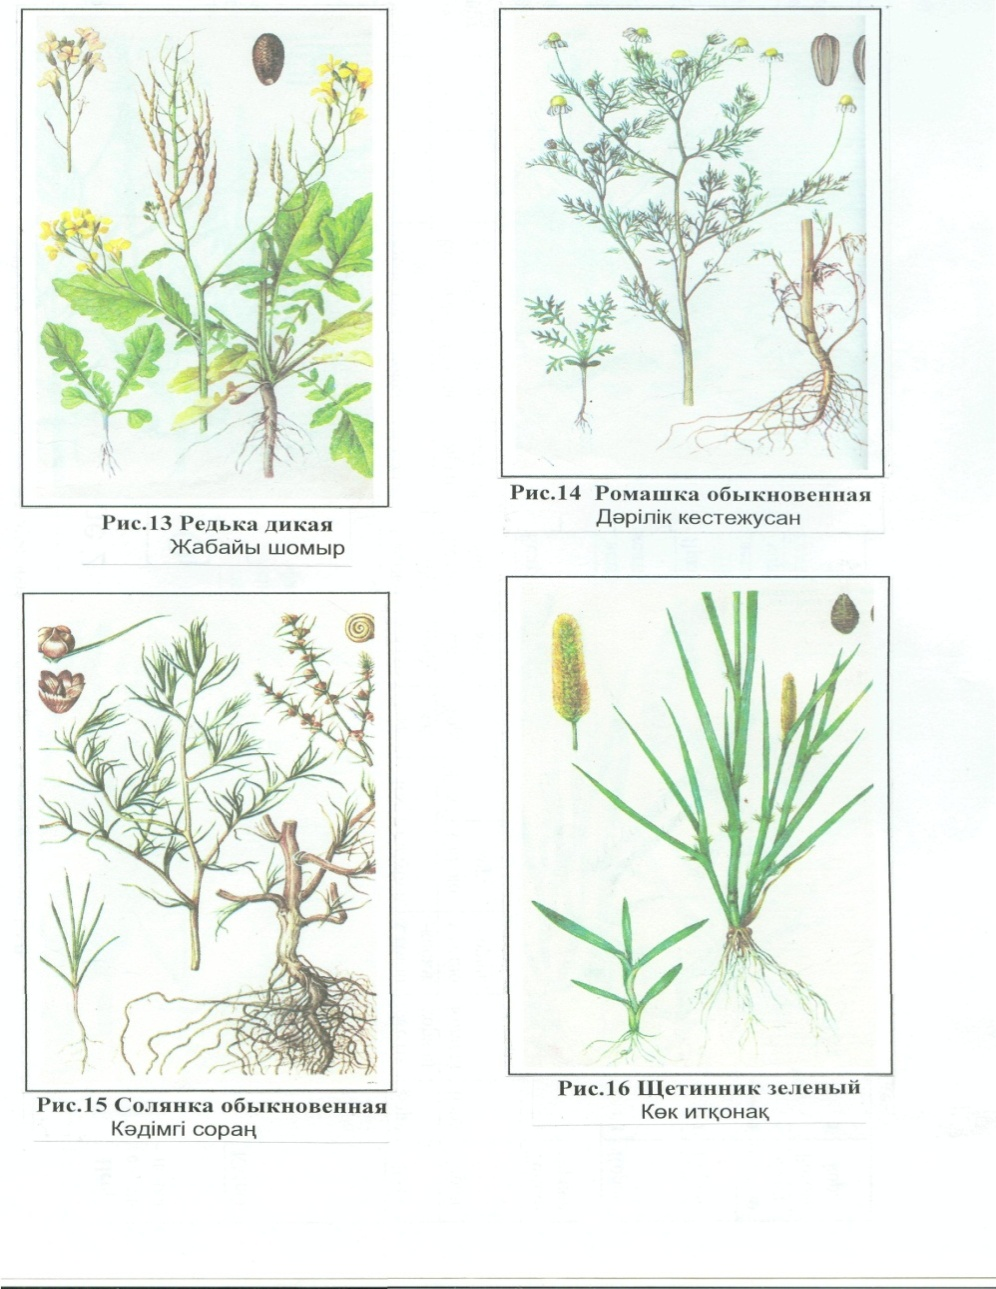 Рис.13 Редька дикая
Жабайы шомыр
Рис.14 Ромашка обыкновенная
Дәрілік кестежусан
Рис.15 Солянка обыкновенная
Кәдімгі сораң
Рис.16 Щетинник зеленый
Көк итқонақ